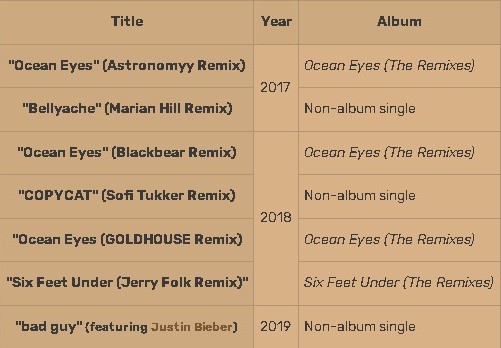 Title Year Album
"Ocean Eyes" (Astronomyy Remix) 2017 Ocean Eyes (The Remixes)
"Bellyache" (Marian Hill Remix) Non-album single
"Ocean Eyes" (Blackbear Remix) 2018 Ocean Eyes (The Remixes)
"COPYCAT" (Sofi Tukker Remix) Non-album single
"Ocean Eyes (GOLDHOUSE Remix) Ocean Eyes (The Remixes)
"Six Feet Under (Jerry Folk Remix)" Six Feet Under (The Remixes)
"bad guy" (featuring Justin Bieber) 2019 Non-album single